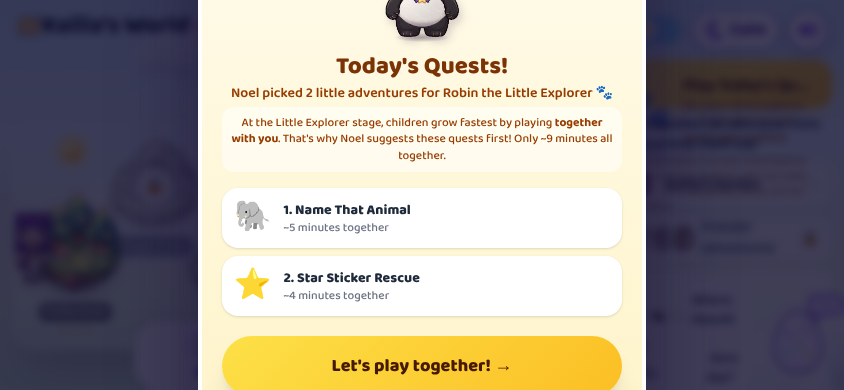 Today's Quests!
Noel picked 2 little adventures for Robin the Little Explorer 🐾
At the Little Explorer stage, children grow fastest by playing together
with you. That's why Noel suggests these quests first! Only ~9 minutes all
together.
1. Name That Animal
~5 minutes together
2. Star Sticker Rescue
~4 minutes together
Let's play together! →